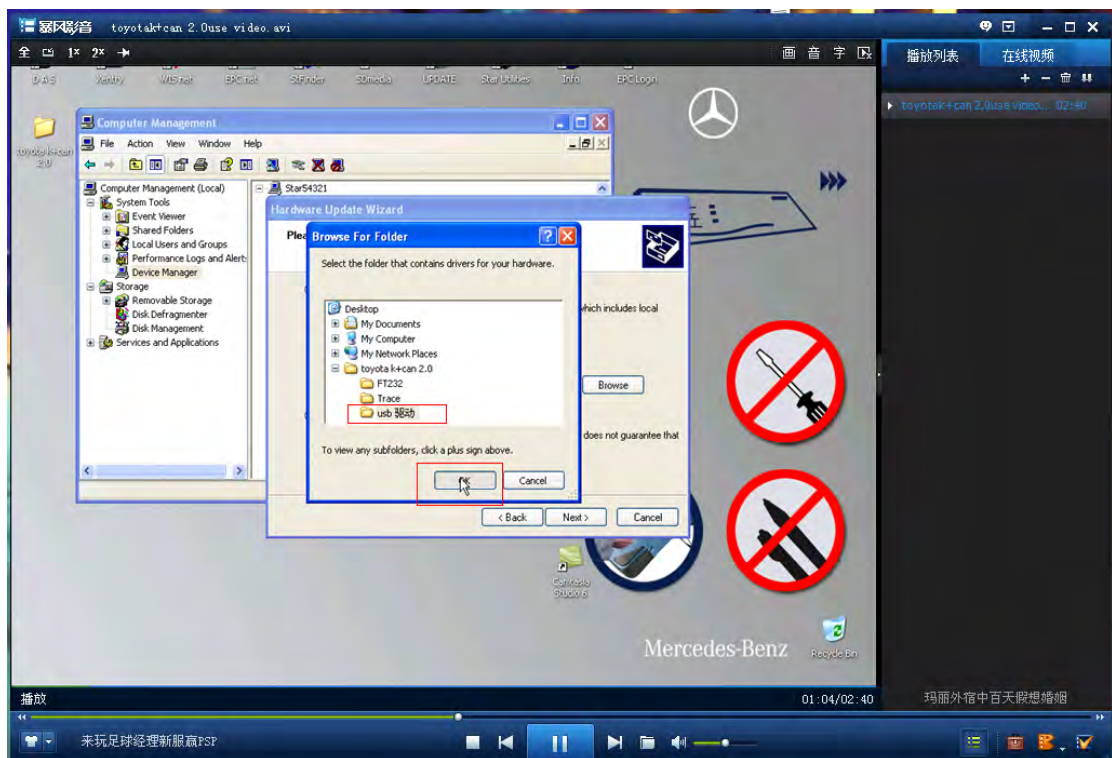 暴风影音 toyotak+can 2.0use video.avi
全 1× 2× 画 音 字
播放列表 在线视频
DAS Xentry WIS net EPC net StFinder SDmedia UPDATE Star Utilities Info EPC Logon
toyotak+can 2.0use video... 02:40
toyota k+can
2.0
Computer Management
File Action View Window Help
Computer Management (Local)
System Tools
Event Viewer
Shared Folders
Local Users and Groups
Performance Logs and Alert:
Device Manager
Storage
Removable Storage
Disk Defragmenter
Disk Management
Services and Applications
Star54321
Hardware Update Wizard
Plea
which includes local
Browse
does not guarantee that
< Back Next > Cancel
Browse For Folder
Select the folder that contains drivers for your hardware.
Desktop
My Documents
My Computer
My Network Places
toyota k+can 2.0
FT232
Trace
usb 驱动
To view any subfolders, click a plus sign above.
OK Cancel
Camtasia
Studio 6
Mercedes-Benz
Recycle Bin
播放 01:04/02:40
玛丽外宿中百天假想婚姻
来玩足球经理新服赢PSP